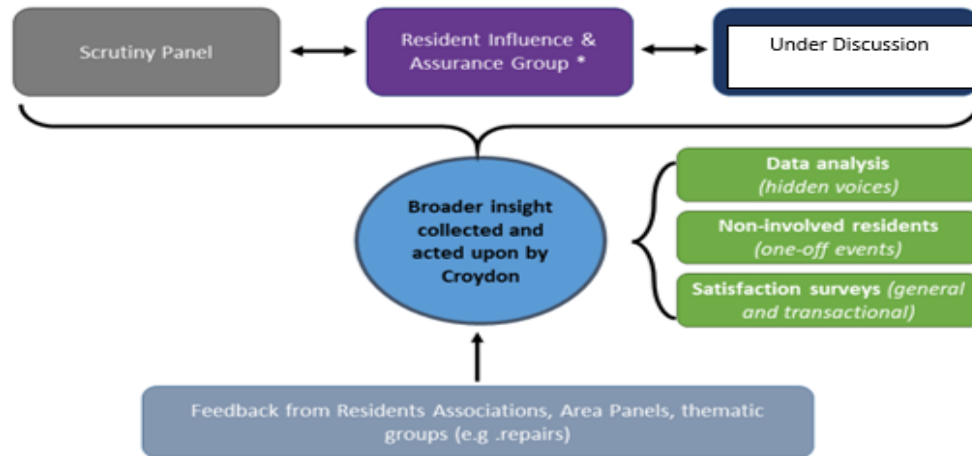 Scrutiny Panel
Resident Influence &
Assurance Group *
Under Discussion
Data analysis
(hidden voices)
Broader insight
collected and
acted upon by
Croydon
Non-involved residents
(one-off events)
Satisfaction surveys (general
and transactional)
Feedback from Residents Associations, Area Panels, thematic
groups (e.g .repairs)